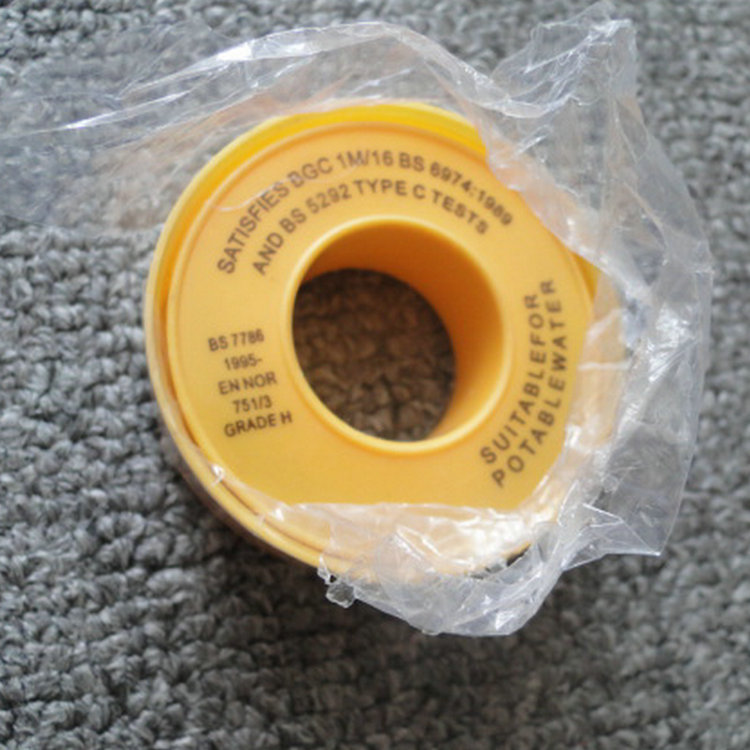 SATISFIES BGC 1M/16 BS 6974:1989
AND BS 5292 TYPE C TESTS
BS 7786
1995-
EN NOR
751/3
GRADE H
SUITABLEFOR
POTABLEWATER